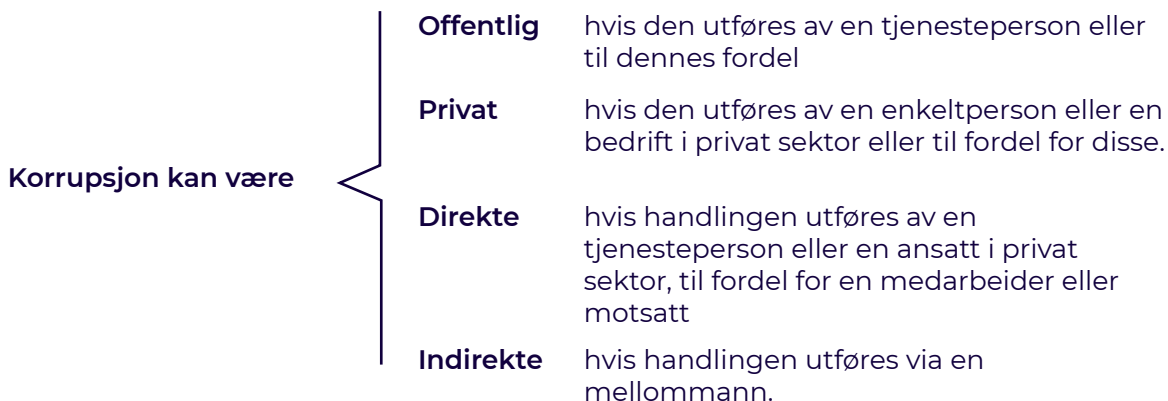 Offentlig hvis den utføres av en tjenesteperson eller
til dennes fordel
Privat hvis den utføres av en enkeltperson eller en
bedrift i privat sektor eller til fordel for disse.
Korrupsjon kan være
Direkte hvis handlingen utføres av en
tjenesteperson eller en ansatt i privat
sektor, til fordel for en medarbeider eller
motsatt
Indirekte hvis handlingen utføres via en
mellommann.